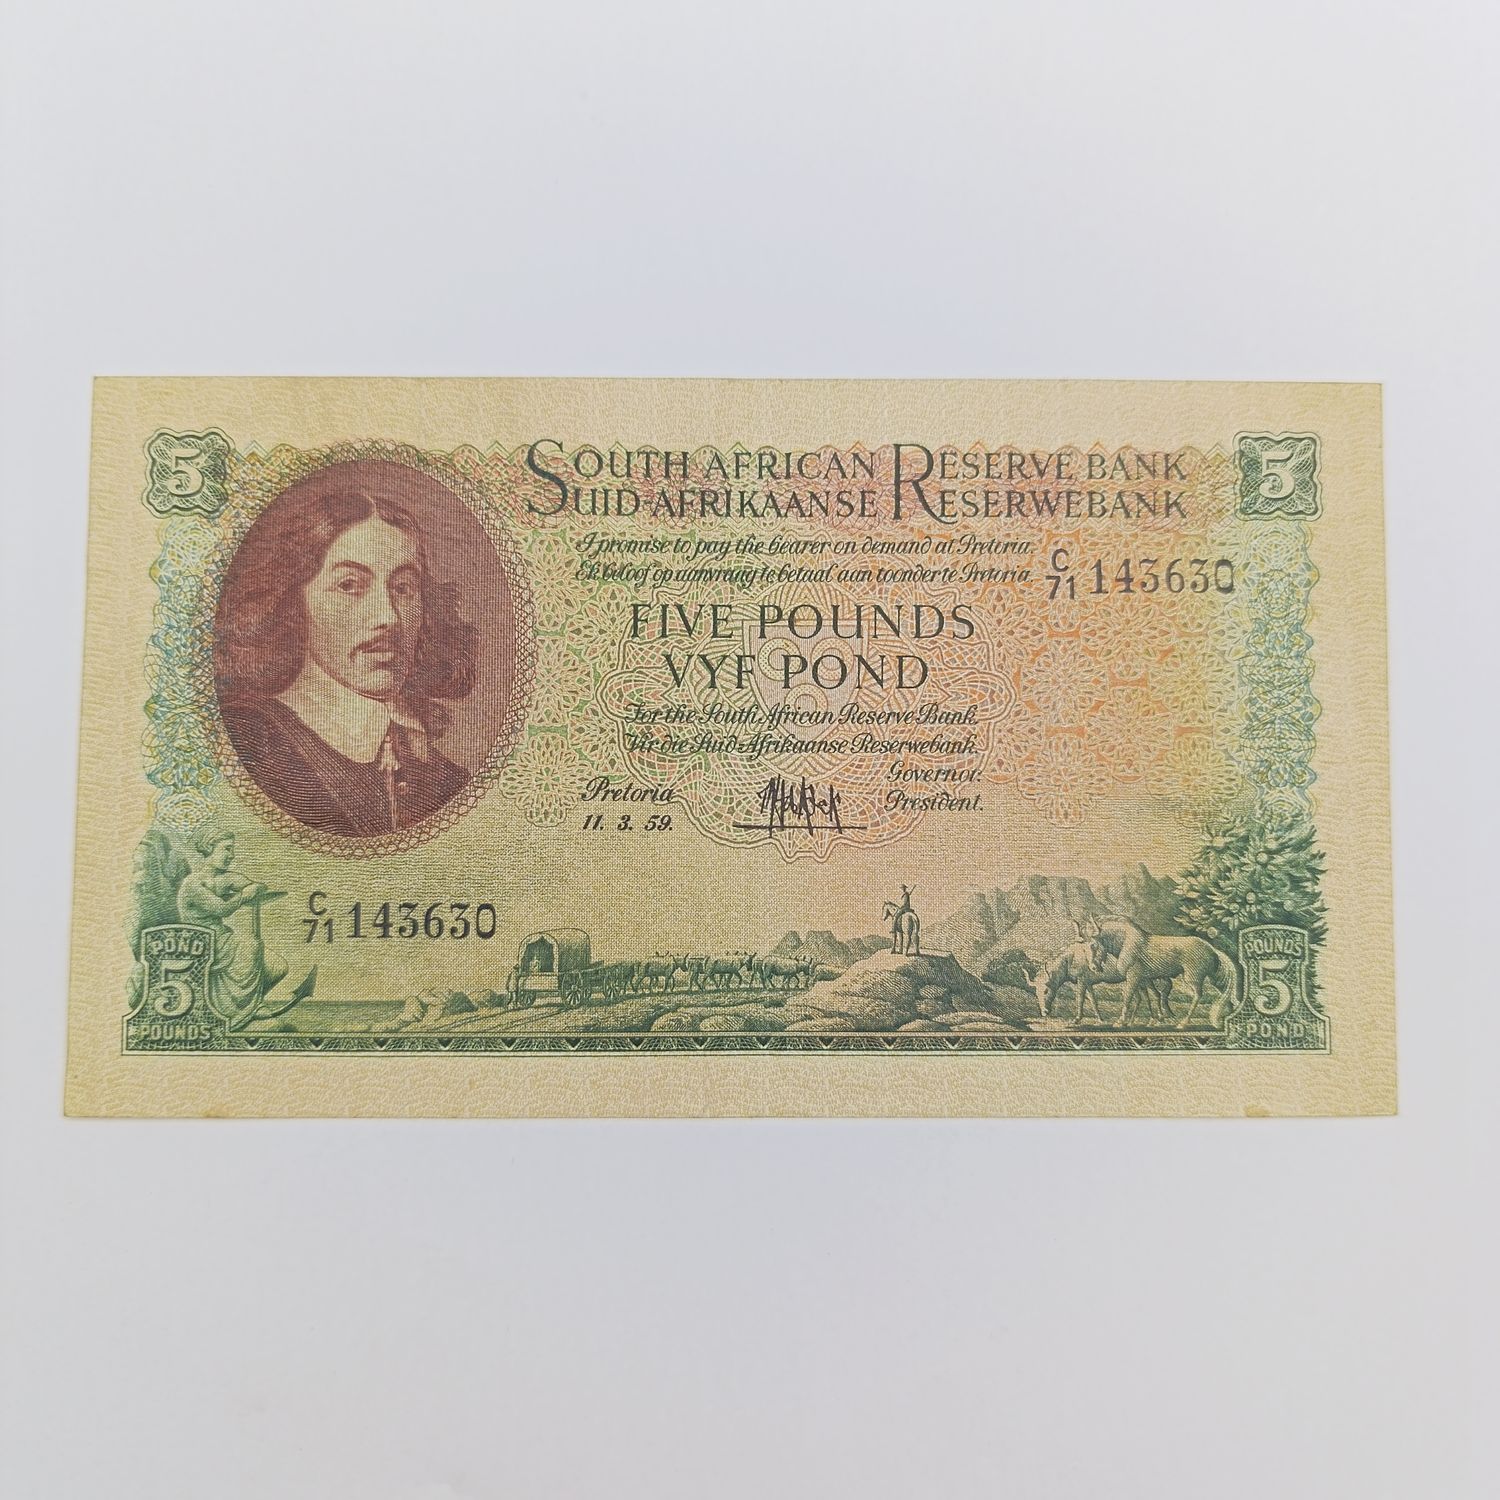 5
5
SOUTH AFRICAN RESERVE BANK
SUID-AFRIKAANSE RESERWEBANK
I promise to pay the bearer on demand at Pretoria.
Ek beloof op aanvraag te betaal aan toonder te Pretoria
C/71 143630
FIVE POUNDS
VYF POND
For the South African Reserve Bank.
Vir die Suid-Afrikaanse Reserwebank.
Governor:
President.
Pretoria
11. 3. 59.
C/71 143630
POND
5
POUNDS
POUNDS
5
POND